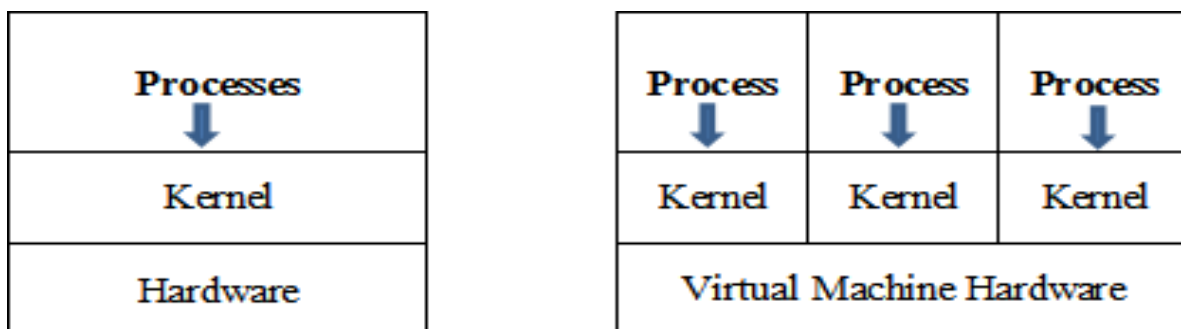 Processes
Kernel
Hardware
Process Process Process
Kernel Kernel Kernel
Virtual Machine Hardware